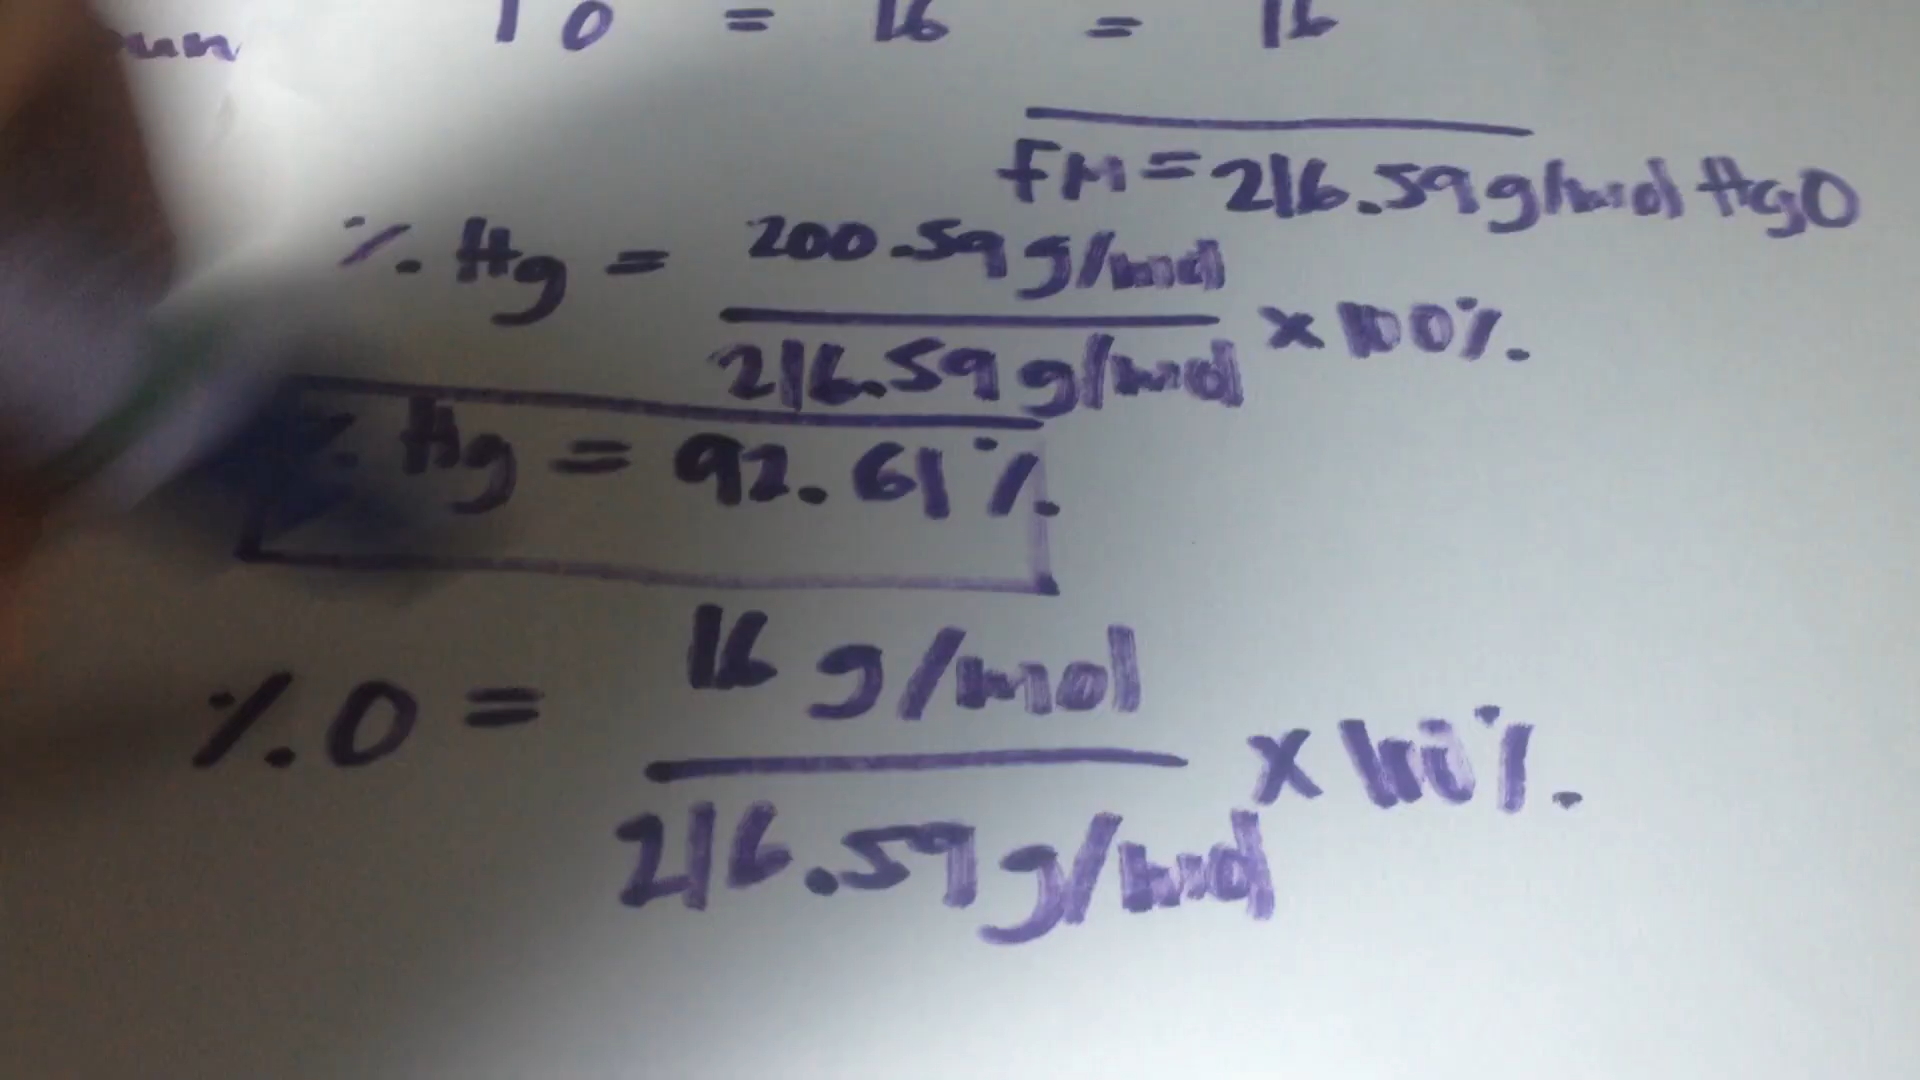 1 O = 16 = 16
FM = 216.59 g/mol HgO
% Hg = 200.59 g/mol
216.59 g/mol x 100%
% Hg = 92.61%
% O = 16 g/mol
216.59 g/mol x 100%